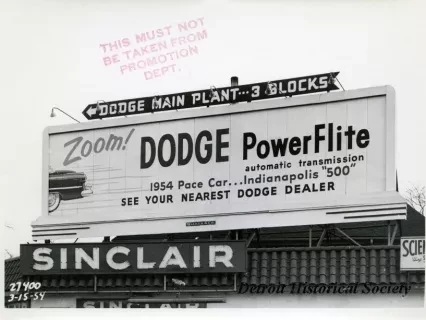 THIS MUST NOT
BE TAKEN FROM
PROMOTION
DEPT.
DODGE MAIN PLANT... 3 BLOCKS
Zoom!
DODGE PowerFlite
automatic transmission
1954 Pace Car...Indianapolis "500"
SEE YOUR NEAREST DODGE DEALER
SINCLAIR
27400
3-15-54
SINCLAIR
Detroit Historical Society